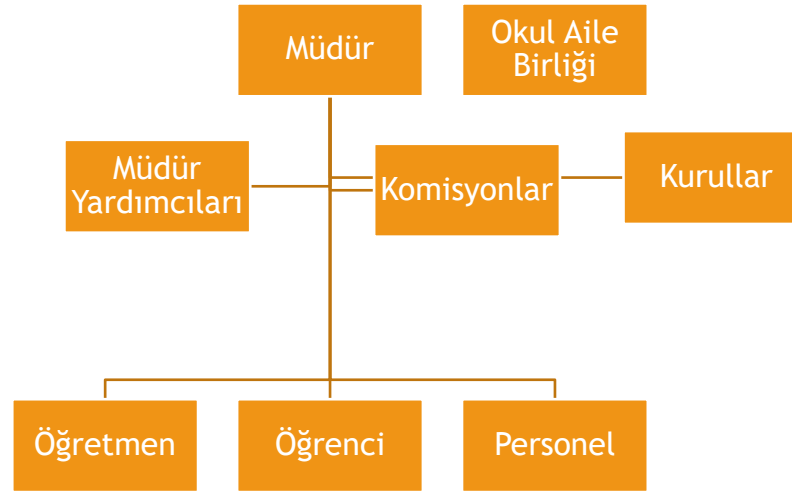 Müdür
Okul Aile
Birliği
Müdür
Yardımcıları
Komisyonlar
Kurullar
Öğretmen
Öğrenci
Personel